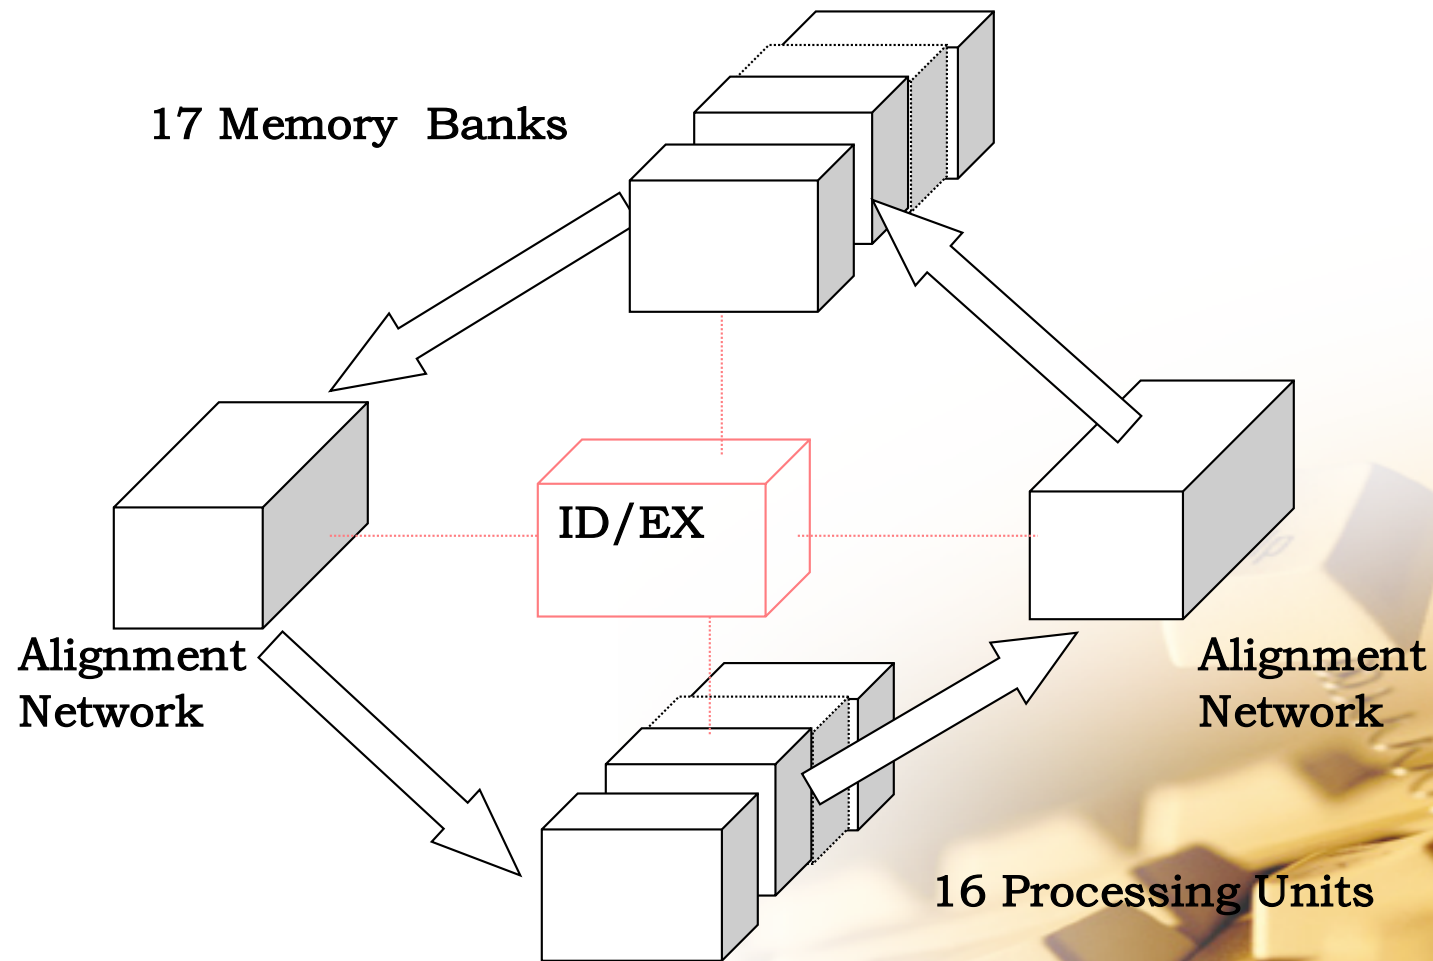 17 Memory  Banks
ID/EX
Alignment
Network
Alignment
Network
16 Processing Units